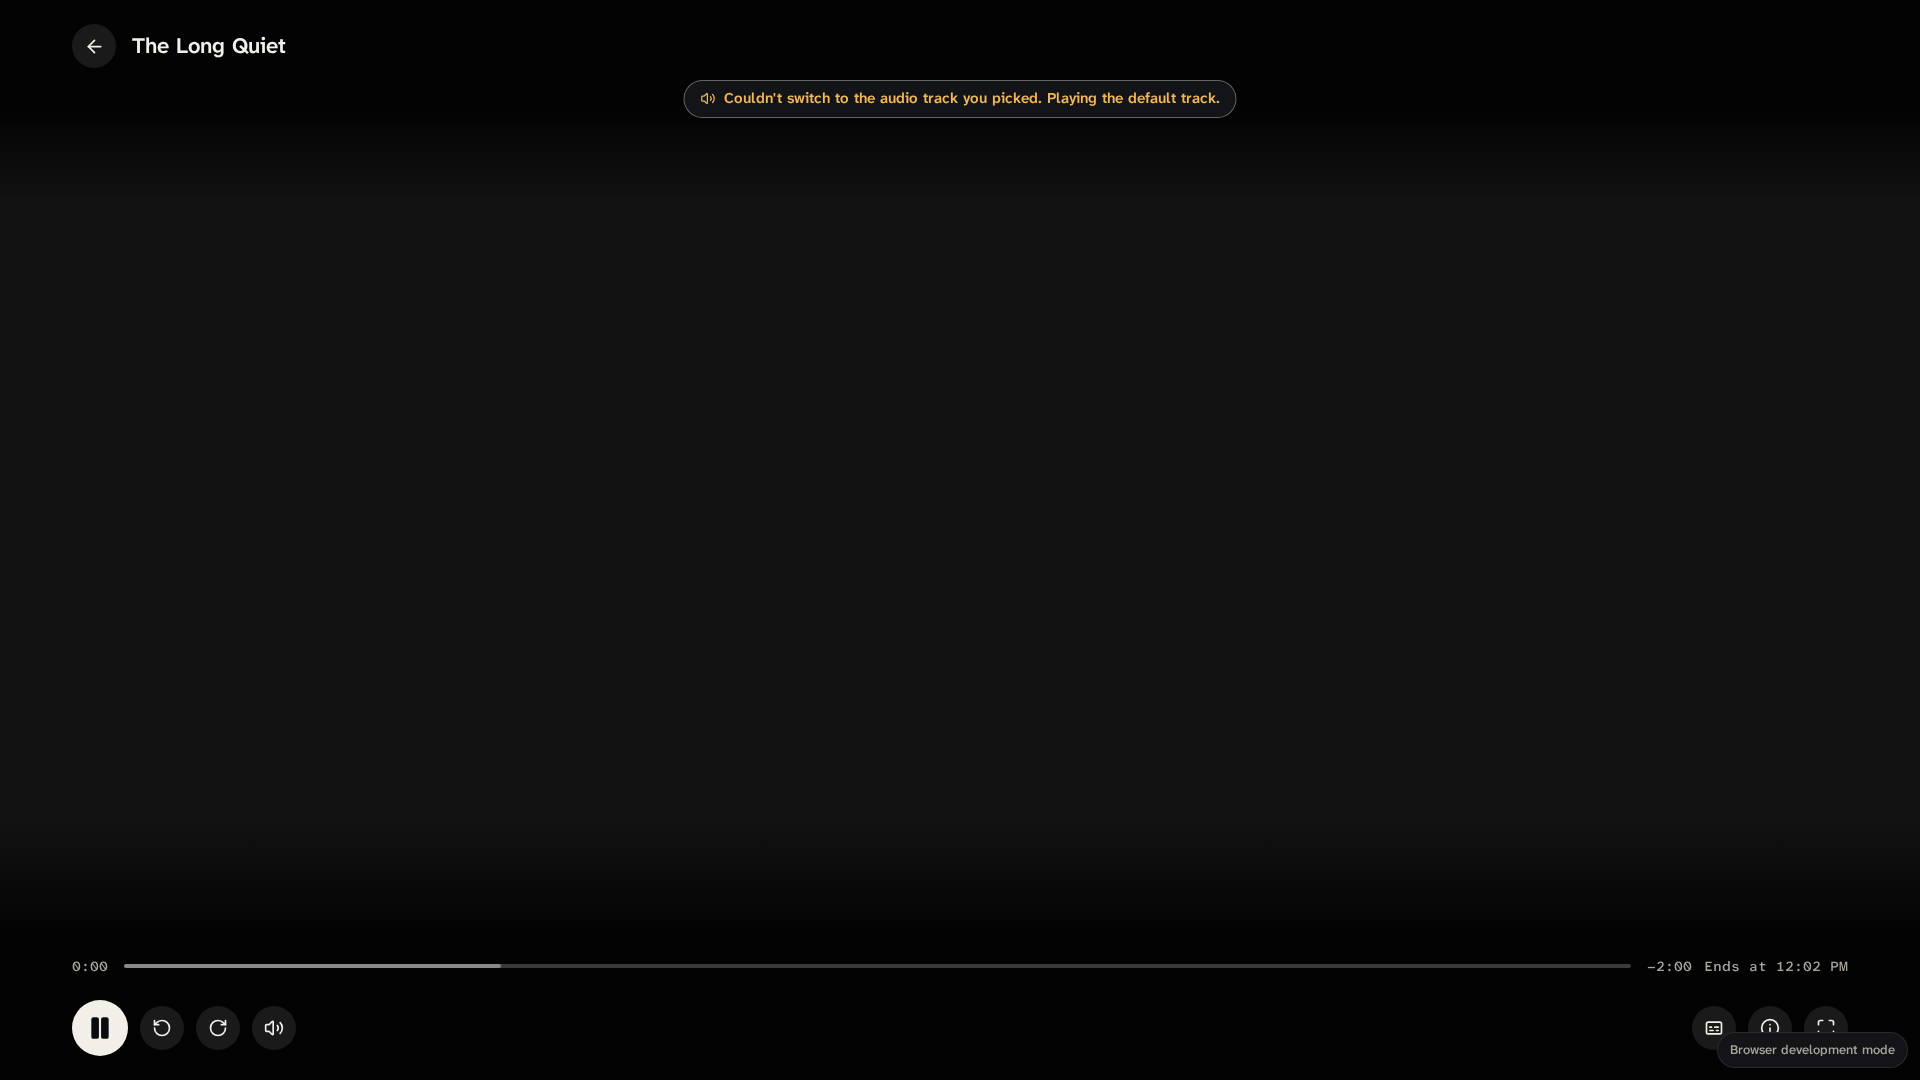 The Long Quiet
Couldn't switch to the audio track you picked. Playing the default track.
0:00
−2:00 Ends at 12:02 PM
Browser development mode